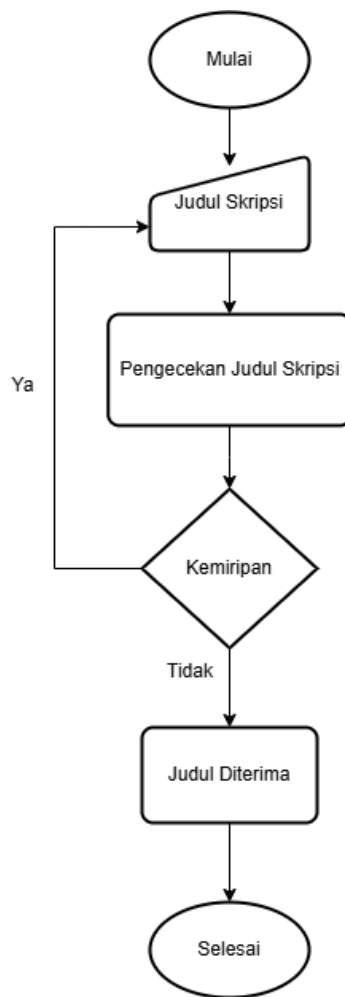 Mulai
Judul Skripsi
Pengecekan Judul Skripsi
Ya
Kemiripan
Tidak
Judul Diterima
Selesai